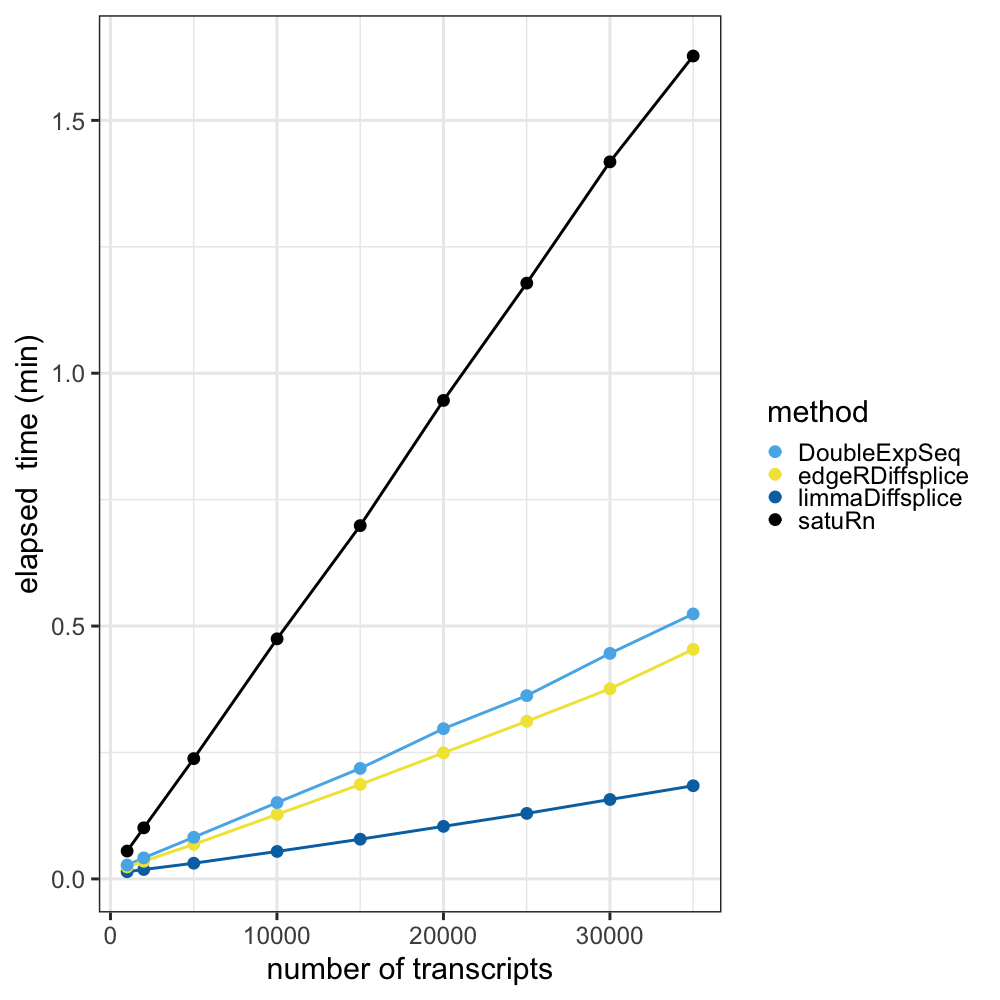 1.5
1.0
0.5
0.0
elapsed  time (min)
0 10000 20000 30000
number of transcripts
method
DoubleExpSeq
edgeRDiffsplice
limmaDiffsplice
satuRn